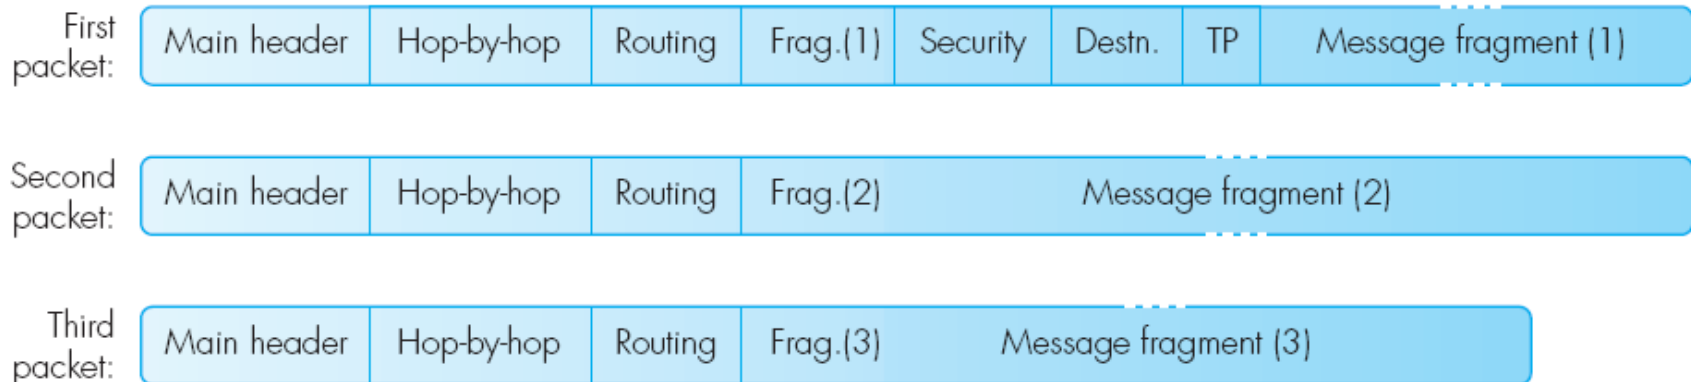 First packet:
Main header Hop-by-hop Routing Frag.(1) Security Destn. TP Message fragment (1)
Second packet:
Main header Hop-by-hop Routing Frag.(2) Message fragment (2)
Third packet:
Main header Hop-by-hop Routing Frag.(3) Message fragment (3)